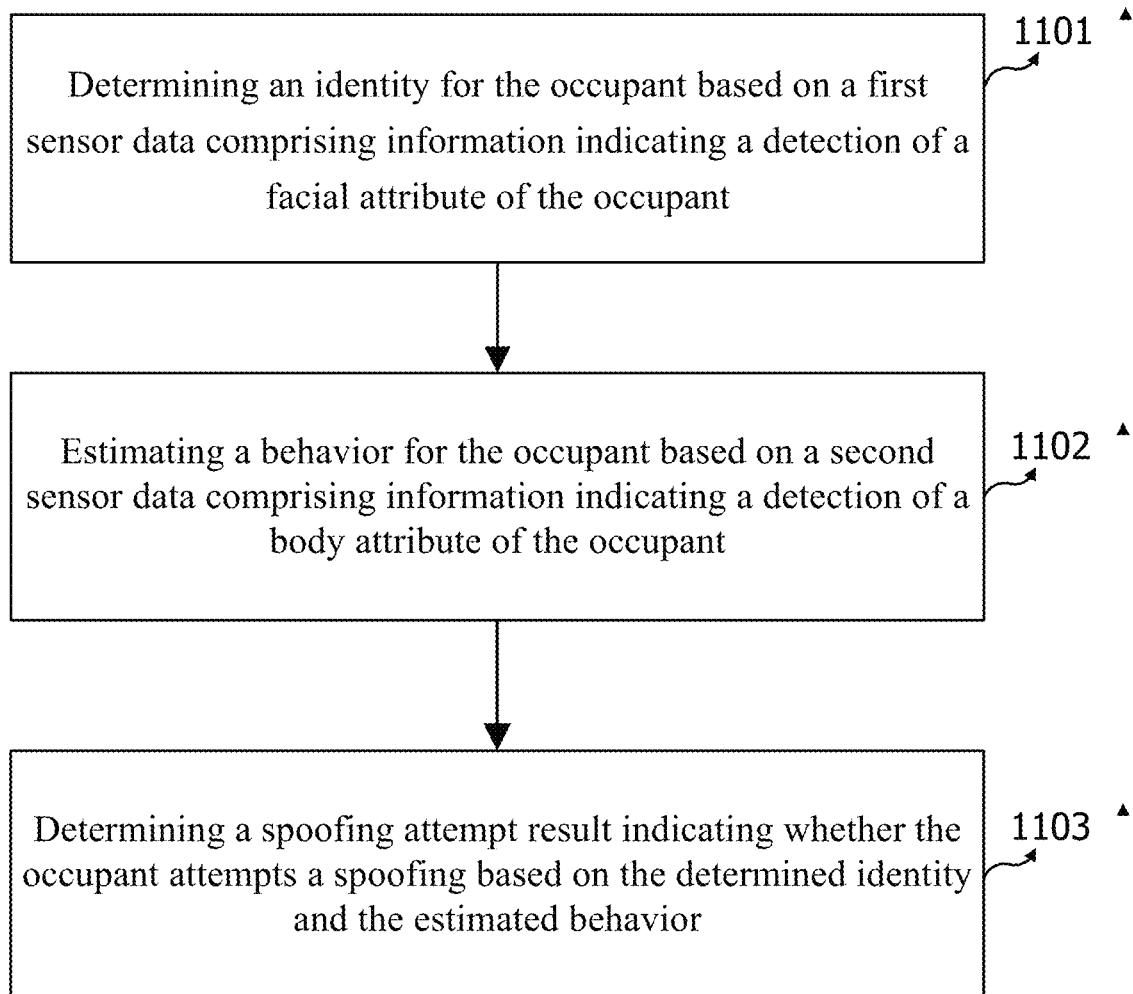 1101
Determining an identity for the occupant based on a first
sensor data comprising information indicating a detection of a
facial attribute of the occupant
1102
Estimating a behavior for the occupant based on a second
sensor data comprising information indicating a detection of a
body attribute of the occupant
1103
Determining a spoofing attempt result indicating whether the
occupant attempts a spoofing based on the determined identity
and the estimated behavior